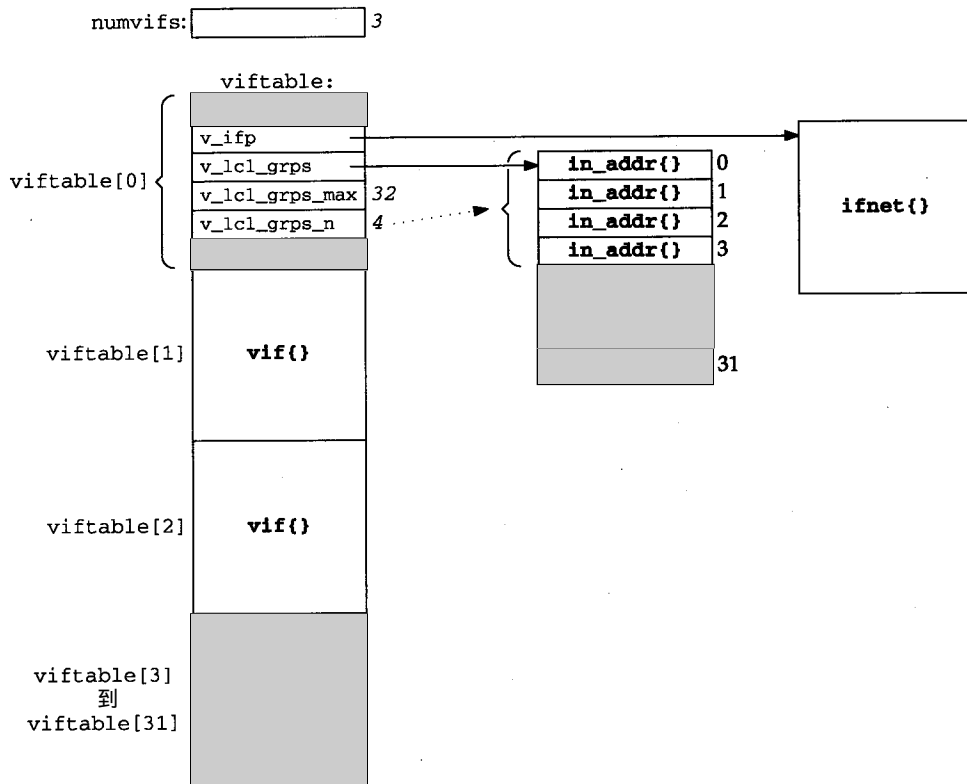 numvifs: 3
viftable:
viftable[0]
v_ifp
v_lcl_grps
v_lcl_grps_max 32
v_lcl_grps_n 4
in_addr{} 0
in_addr{} 1
in_addr{} 2
in_addr{} 3
31
ifnet{}
viftable[1] vif{}
viftable[2] vif{}
viftable[3]
到
viftable[31]